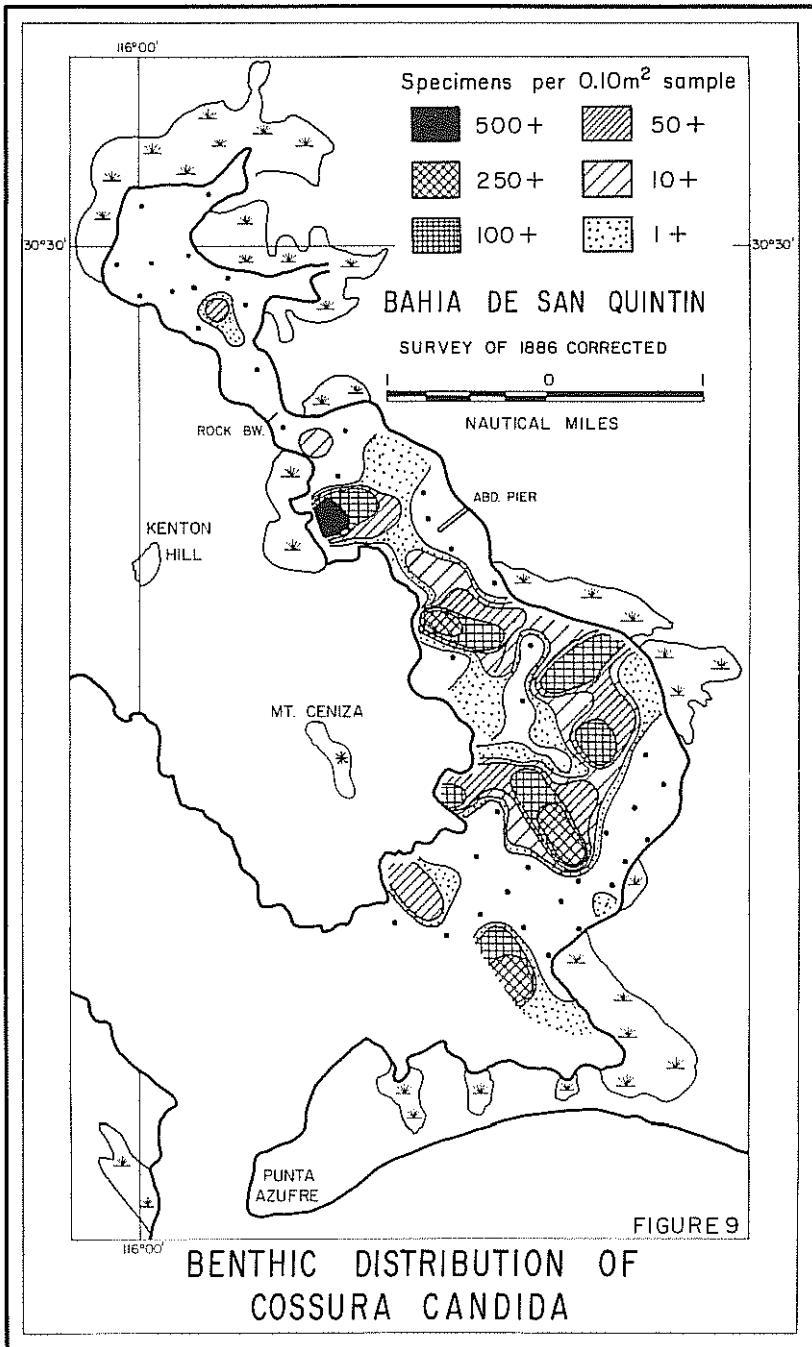 116°00'
Specimens per 0.10m² sample
500+ 50+
250+ 10+
100+ 1+
30°30' 30°30'
BAHIA DE SAN QUINTIN
SURVEY OF 1886 CORRECTED
I 0 I
NAUTICAL MILES
ROCK BW.
ABD. PIER
KENTON
HILL
MT. CENIZA
PUNTA
AZUFRE
FIGURE 9
116°00'
BENTHIC DISTRIBUTION OF
COSSURA CANDIDA